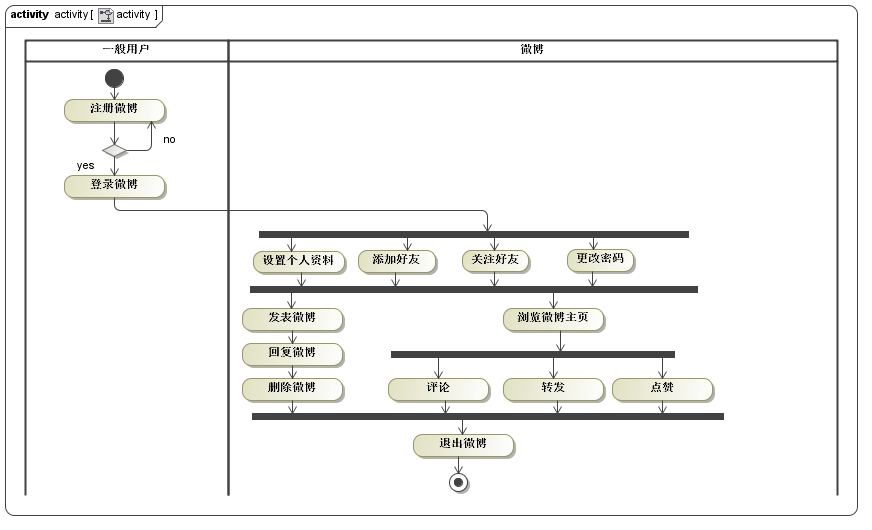 activity activity [ activity ]
一般用户
微博
注册微博
no
yes
登录微博
设置个人资料
添加好友
关注好友
更改密码
发表微博
浏览微博主页
回复微博
删除微博
评论
转发
点赞
退出微博